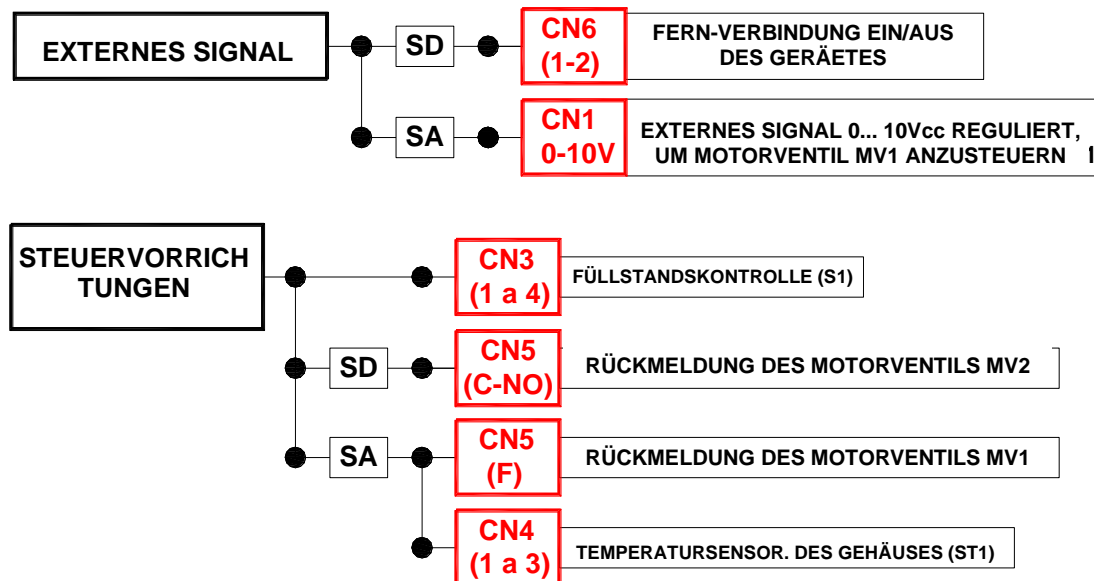 EXTERNES SIGNAL
SD
CN6
(1-2)
FERN-VERBINDUNG EIN/AUS
DES GERÄETES
SA
CN1
0-10V
EXTERNES SIGNAL 0... 10Vcc REGULIERT,
UM MOTORVENTIL MV1 ANZUSTEUERN
STEUERVORRICH
TUNGEN
CN3
(1 a 4)
FÜLLSTANDSKONTROLLE (S1)
SD
CN5
(C-NO)
RÜCKMELDUNG DES MOTORVENTILS MV2
SA
CN5
(F)
RÜCKMELDUNG DES MOTORVENTILS MV1
CN4
(1 a 3)
TEMPERATURSENSOR. DES GEHÄUSES (ST1)